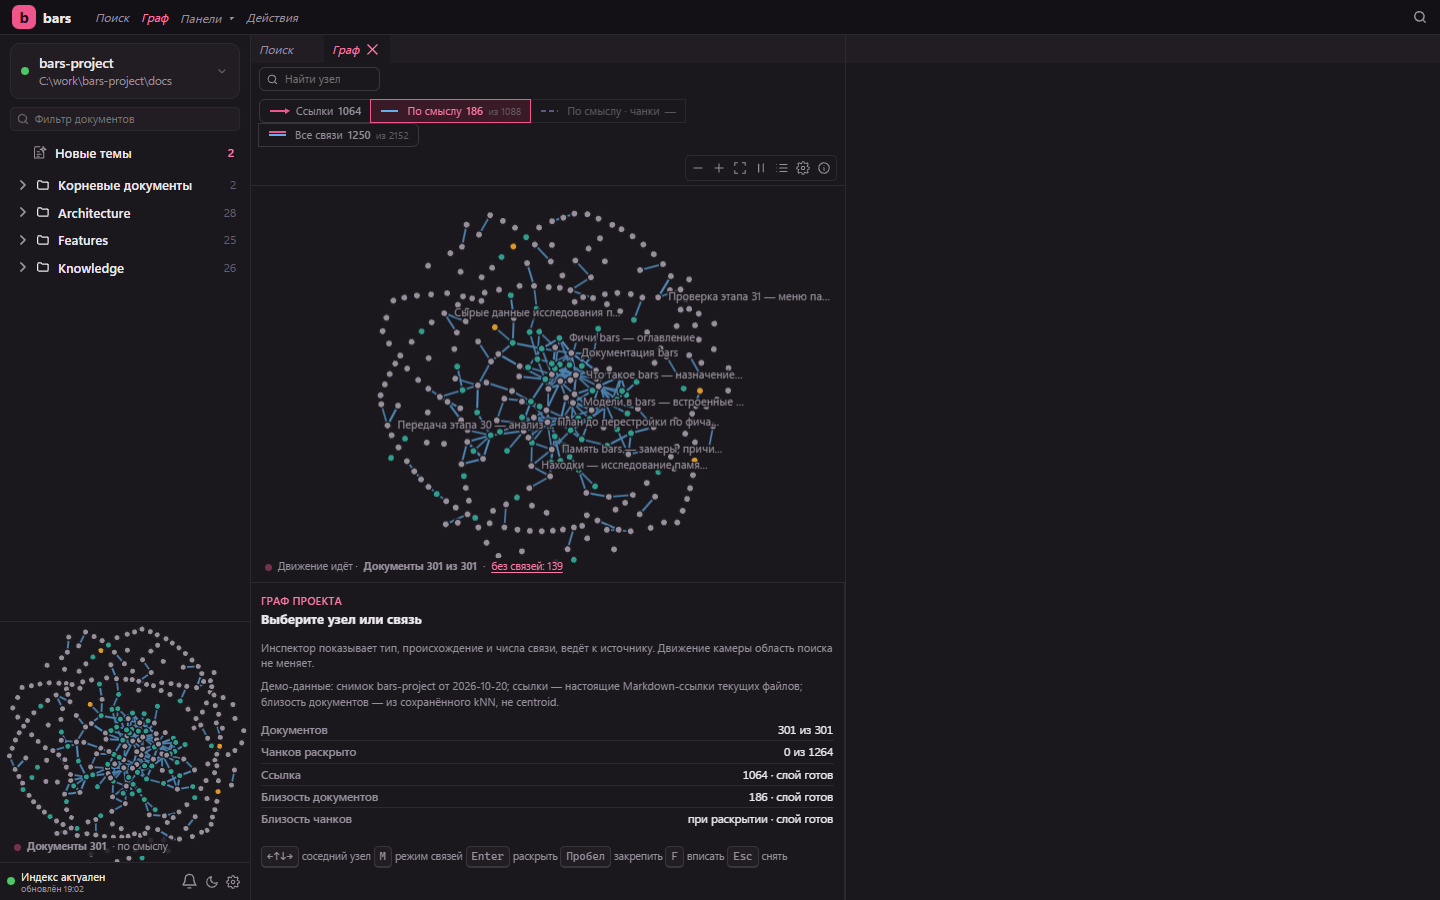 b bars Поиск Граф Панели Действия
bars-project
C:\work\bars-project\docs
Фильтр документов
Новые темы 2
Корневые документы 2
Architecture 28
Features 25
Knowledge 26
Документы 301 · по смыслу
Индекс актуален
обновлён 19:02
Поиск Граф
Найти узел
Ссылки 1064 По смыслу 186 из 1088 По смыслу · чанки —
Все связи 1250 из 2152
Проверка этапа 31 — меню па...
Сырые данные исследования п...
Фичи bars — оглавление
Документация bars
Что такое bars — назначение...
Модели в bars — встроенные ...
План до перестройки по фича...
Передача этапа 30 — анализ...
Память bars — замеры, причи...
Находки — исследование памя...
Движение идёт · Документы 301 из 301 · без связей: 139
ГРАФ ПРОЕКТА
Выберите узел или связь
Инспектор показывает тип, происхождение и числа связи, ведёт к источнику. Движение камеры область поиска
не меняет.
Демо-данные: снимок bars-project от 2026-10-20; ссылки — настоящие Markdown-ссылки текущих файлов;
близость документов — из сохранённого kNN, не centroid.
Документы 301 из 301
Чанков раскрыто 0 из 1264
Ссылка 1064 · слой готов
Близость документов 186 · слой готов
Близость чанков при раскрытии · слой готов
←↑↓→ соседний узел M режим связей Enter раскрыть Пробел закрепить F вписать Esc снять